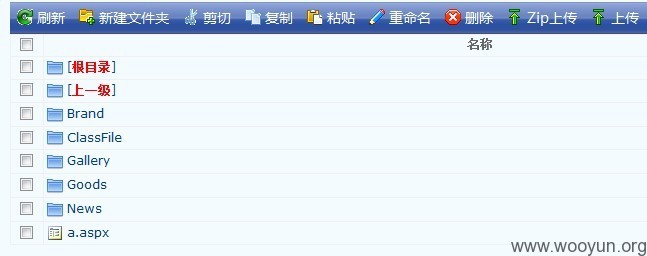 刷新 新建文件夹 剪切 复制 粘贴 重命名 删除 Zip上传 上传
名称
[根目录]
[上一级]
Brand
ClassFile
Gallery
Goods
News
a.aspx
www.wooyun.org